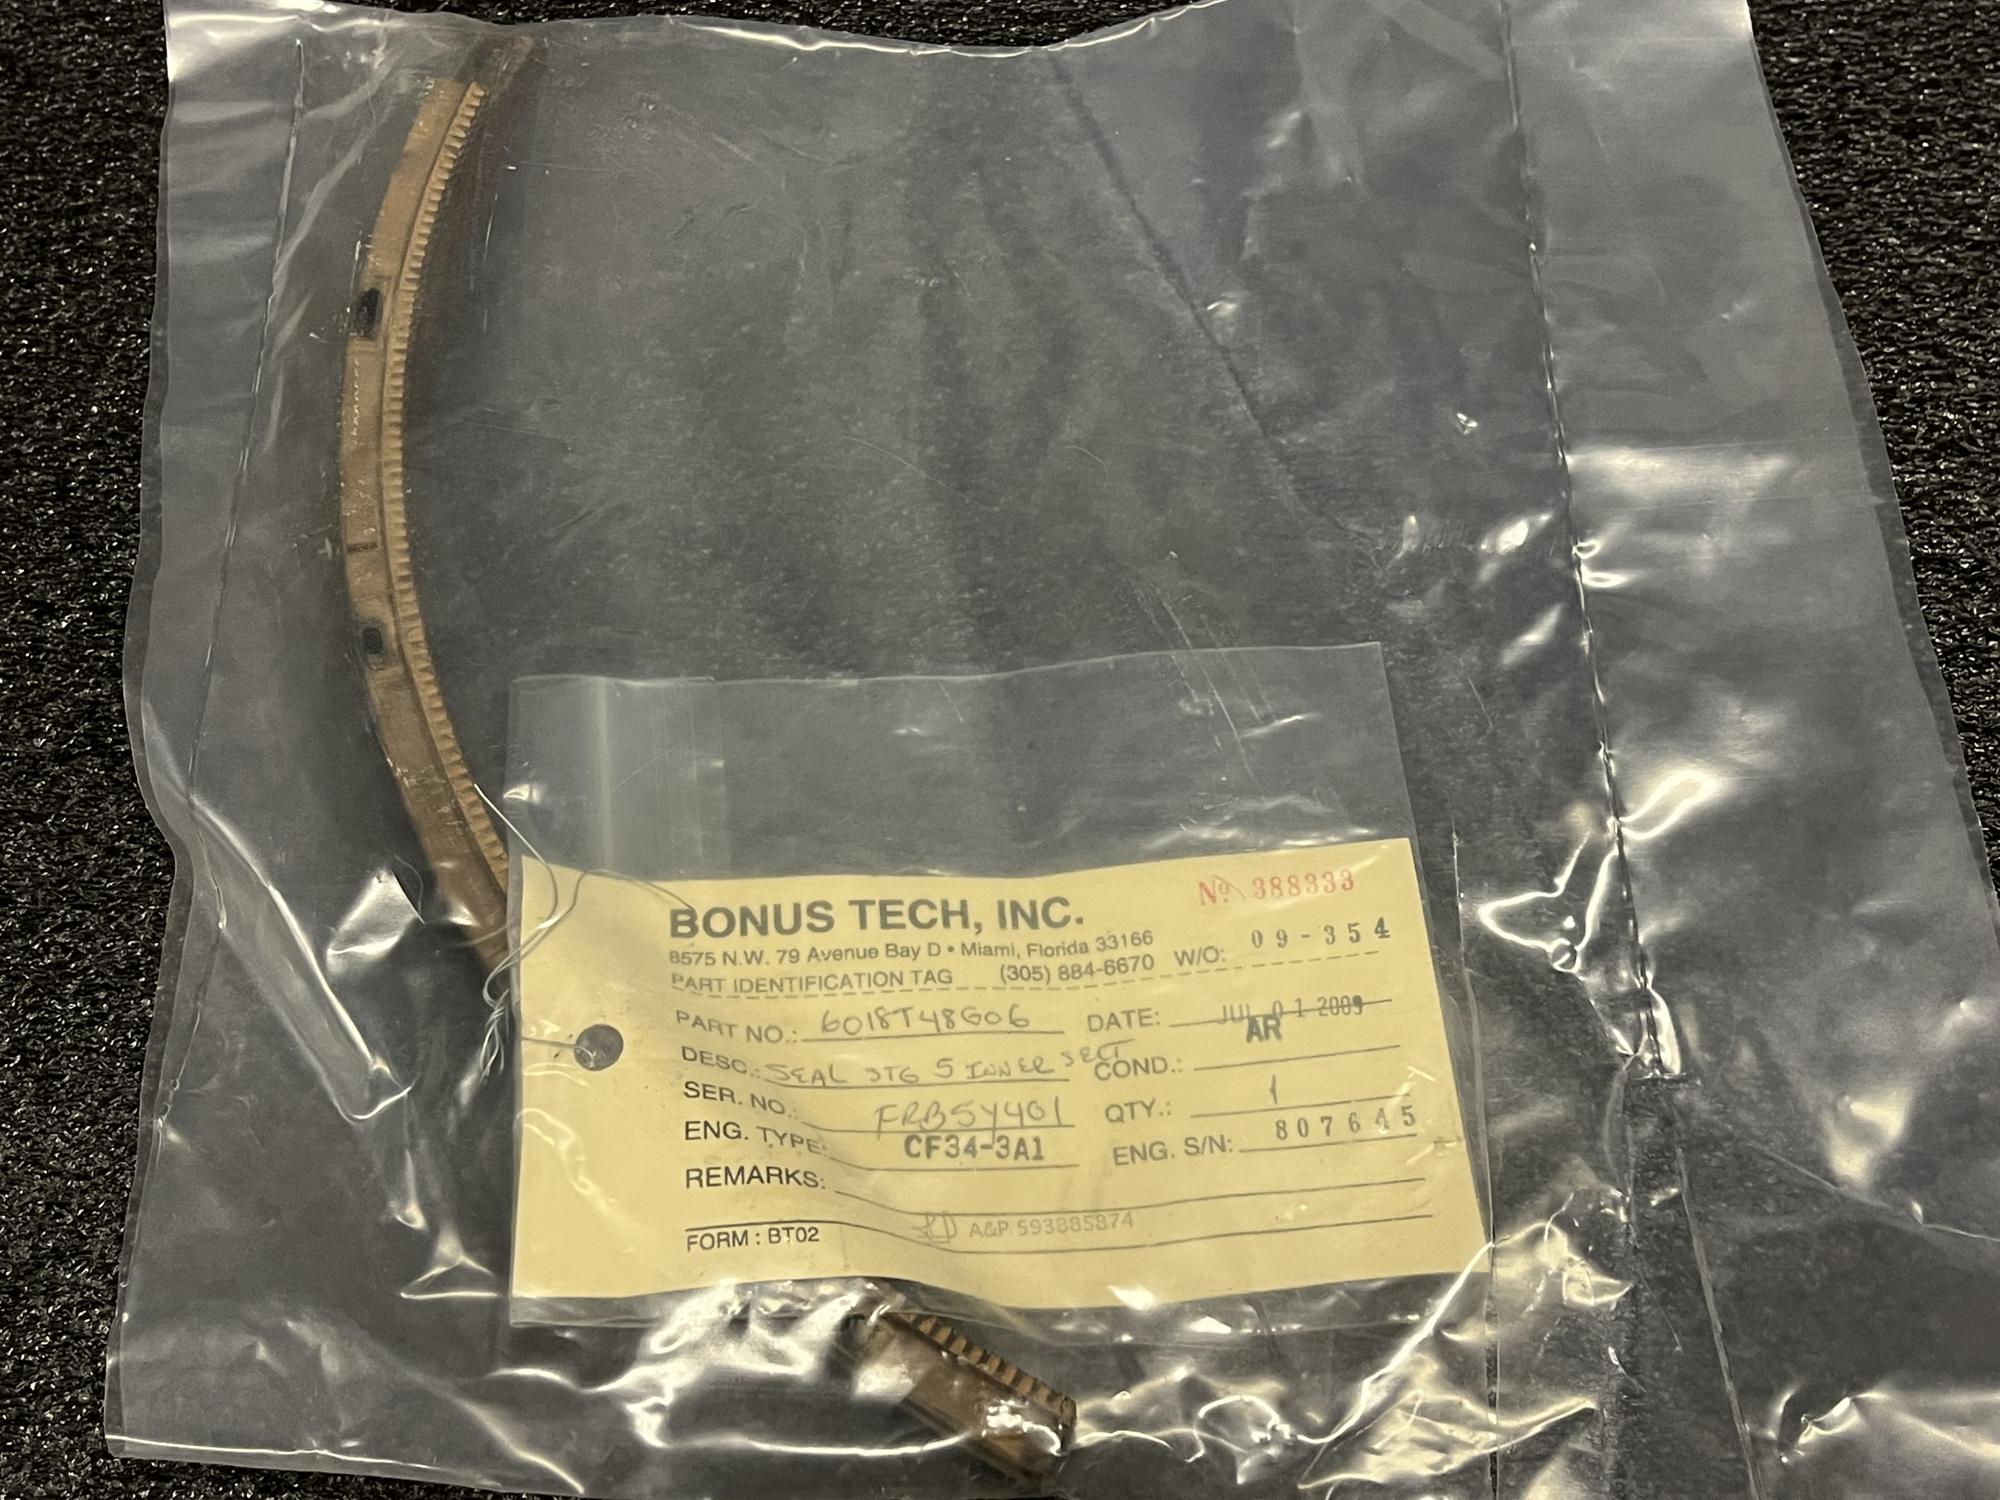 BONUS TECH, INC. Nº 388333
8575 N.W. 79 Avenue Bay D • Miami, Florida 33166 W/O: 09-354
PART IDENTIFICATION TAG (305) 884-6670
PART NO.: 6018T48G06 DATE: JUL 01 2009
DESC.: SEAL STG 5 INNER SECT COND.: AR
SER. NO.: FRB5Y401 QTY.: 1
ENG. TYPE: CF34-3A1 ENG. S/N: 807645
REMARKS:
A&P 593885874
FORM : BT02